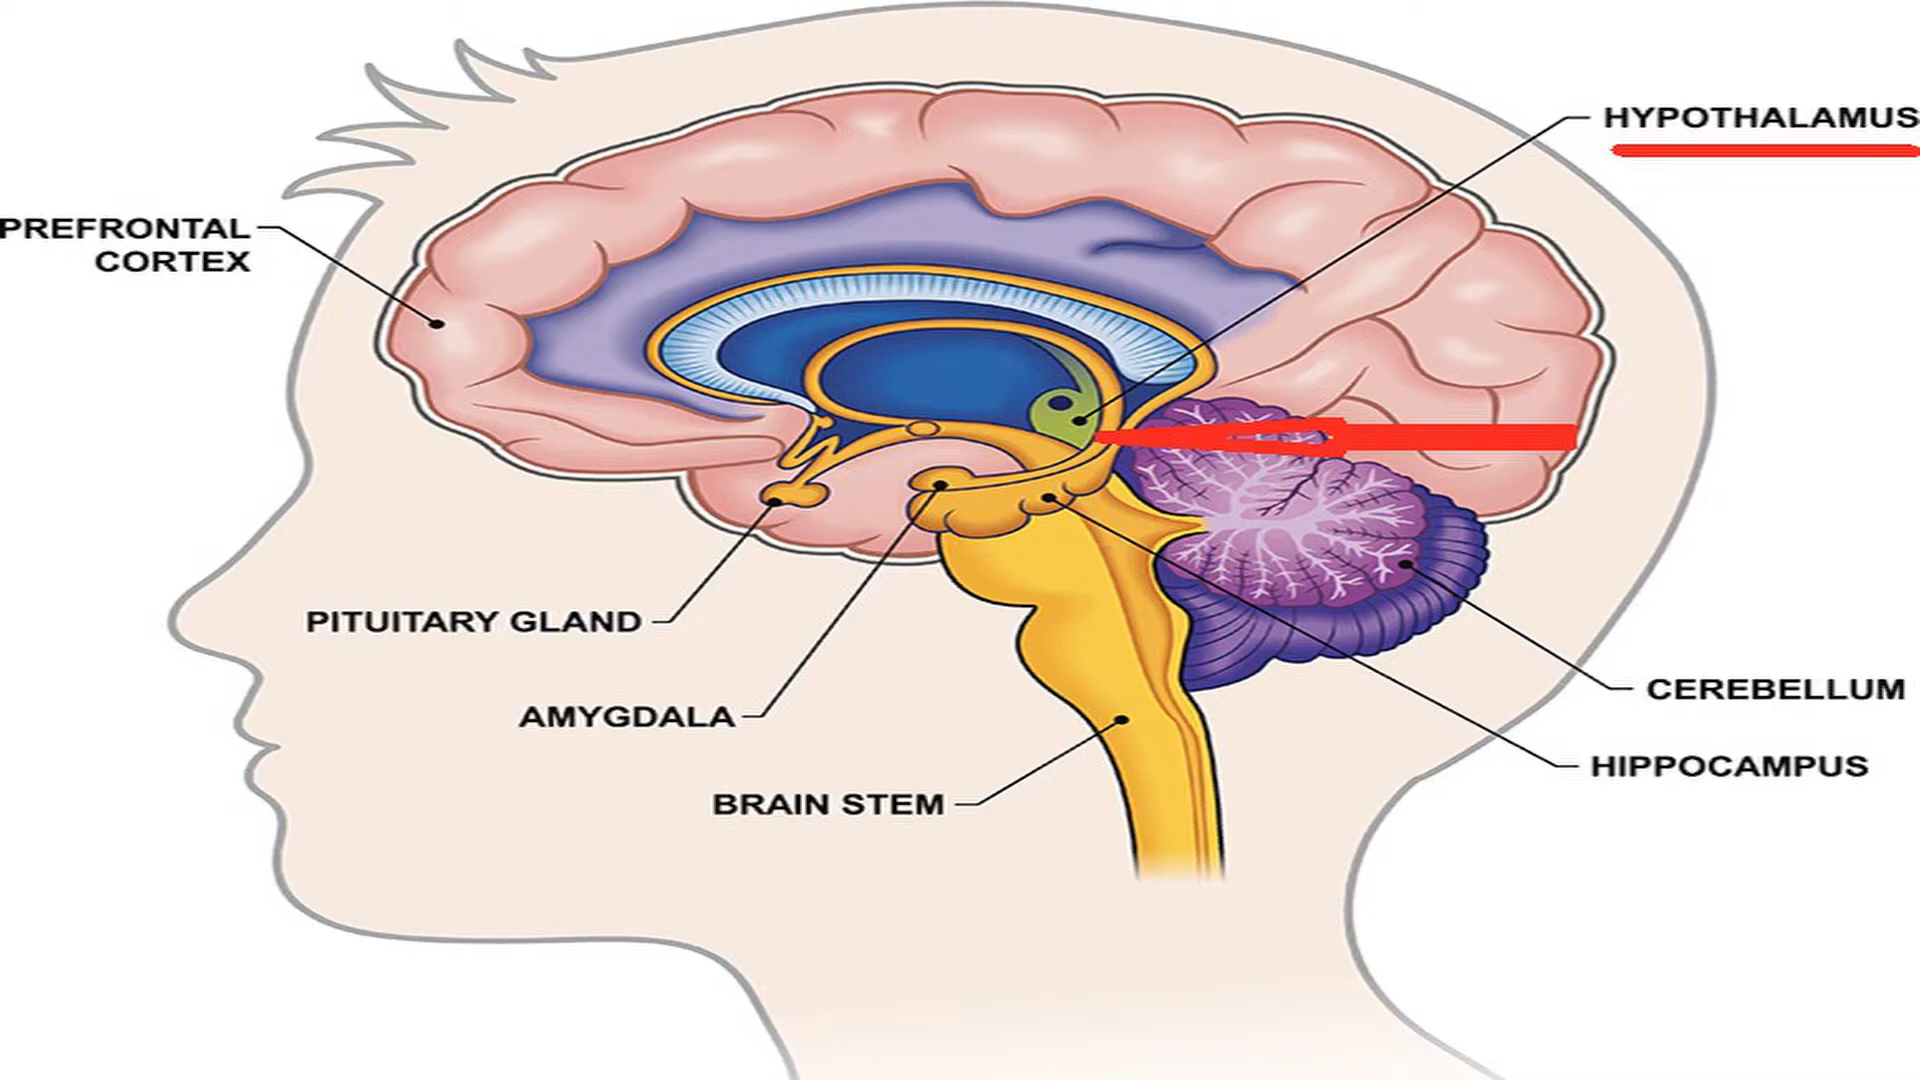 HYPOTHALAMUS
PREFRONTAL
CORTEX
PITUITARY GLAND
AMYGDALA
BRAIN STEM
CEREBELLUM
HIPPOCAMPUS